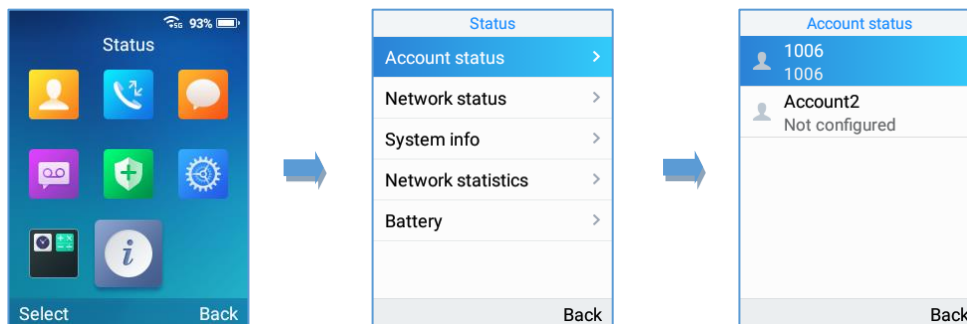 5G 93%
Status
Select Back
Status
Account status
Network status
System info
Network statistics
Battery
Back
Account status
1006
1006
Account2
Not configured
Back